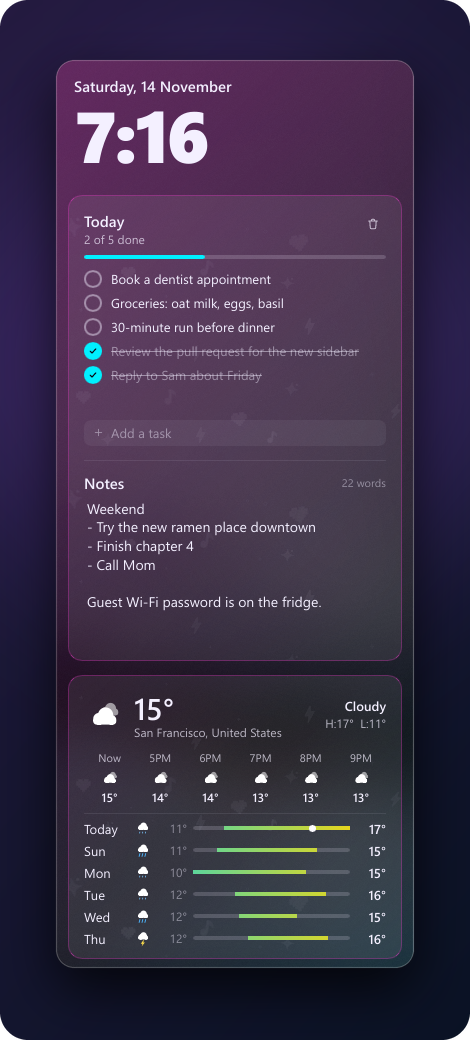 Saturday, 14 November
7:16
Today
2 of 5 done
Book a dentist appointment
Groceries: oat milk, eggs, basil
30-minute run before dinner
Review the pull request for the new sidebar
Reply to Sam about Friday
+ Add a task
Notes 22 words
Weekend
- Try the new ramen place downtown
- Finish chapter 4
- Call Mom
Guest Wi-Fi password is on the fridge.
15° Cloudy
San Francisco, United States H:17° L:11°
Now 5PM 6PM 7PM 8PM 9PM
15° 14° 14° 13° 13° 13°
Today 11° 17°
Sun 11° 15°
Mon 10° 15°
Tue 12° 16°
Wed 12° 15°
Thu 12° 16°